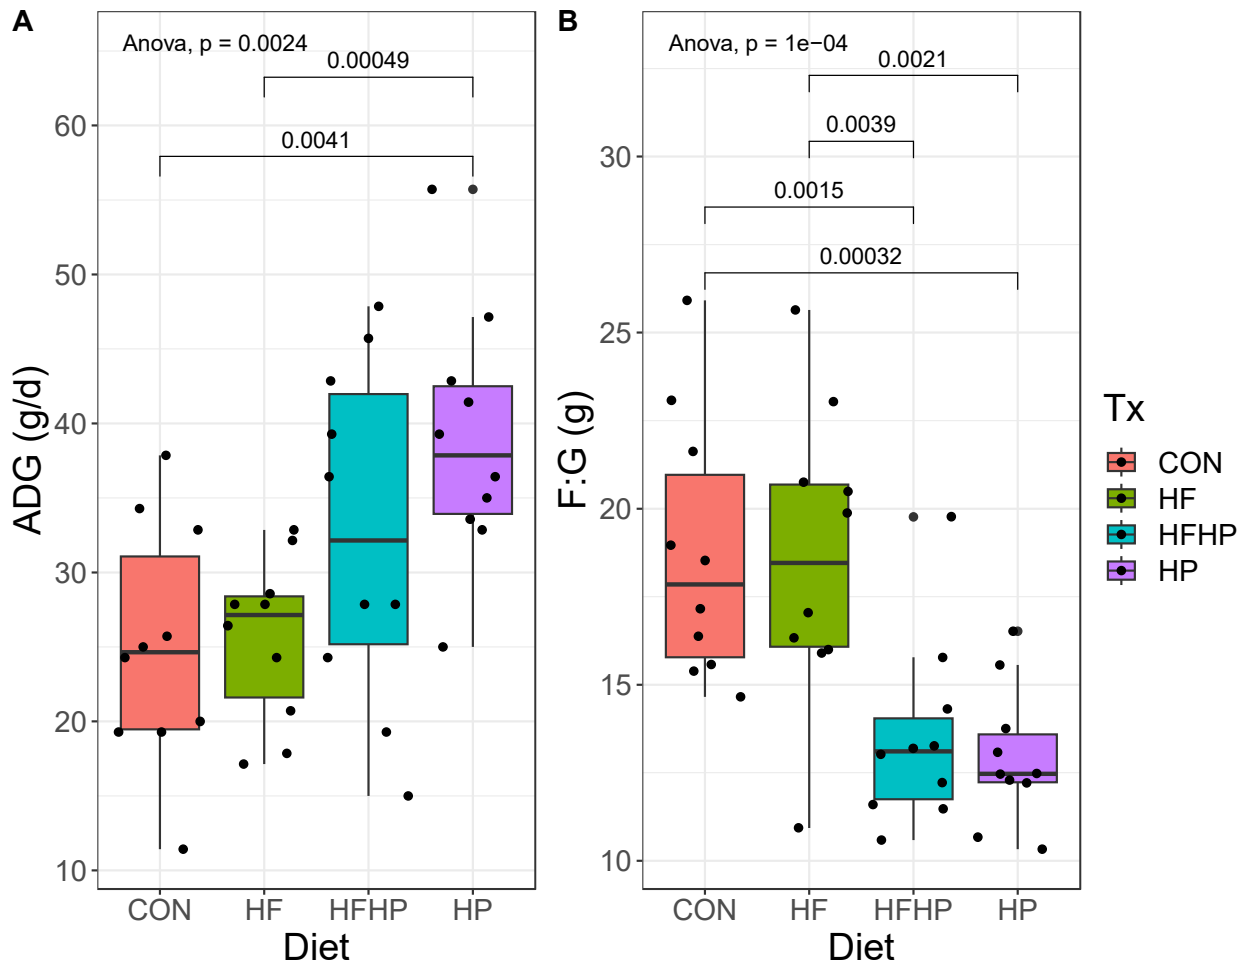 A
Anova, p = 0.0024
0.00049
0.0041
60
50
40
30
20
10
ADG (g/d)
CON HF HFHP HP
Diet
B
Anova, p = 1e−04
0.0021
0.0039
0.0015
0.00032
30
25
20
15
10
F:G (g)
CON HF HFHP HP
Diet
Tx
CON
HF
HFHP
HP